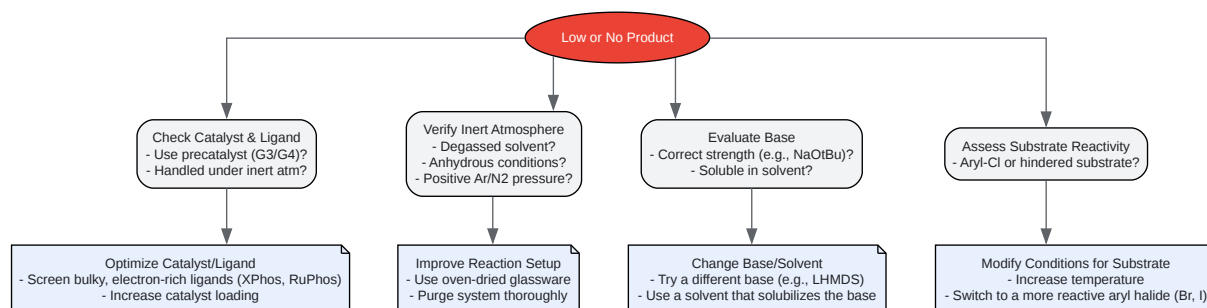 Low or No Product
Check Catalyst & Ligand
- Use precatalyst (G3/G4)?
- Handled under inert atm?
Verify Inert Atmosphere
- Degassed solvent?
- Anhydrous conditions?
- Positive Ar/N2 pressure?
Evaluate Base
- Correct strength (e.g., NaOtBu)?
- Soluble in solvent?
Assess Substrate Reactivity
- Aryl-Cl or hindered substrate?
Optimize Catalyst/Ligand
- Screen bulky, electron-rich ligands (XPhos, RuPhos)
- Increase catalyst loading
Improve Reaction Setup
- Use oven-dried glassware
- Purge system thoroughly
Change Base/Solvent
- Try a different base (e.g., LHMDS)
- Use a solvent that solubilizes the base
Modify Conditions for Substrate
- Increase temperature
- Switch to a more reactive aryl halide (Br, I)